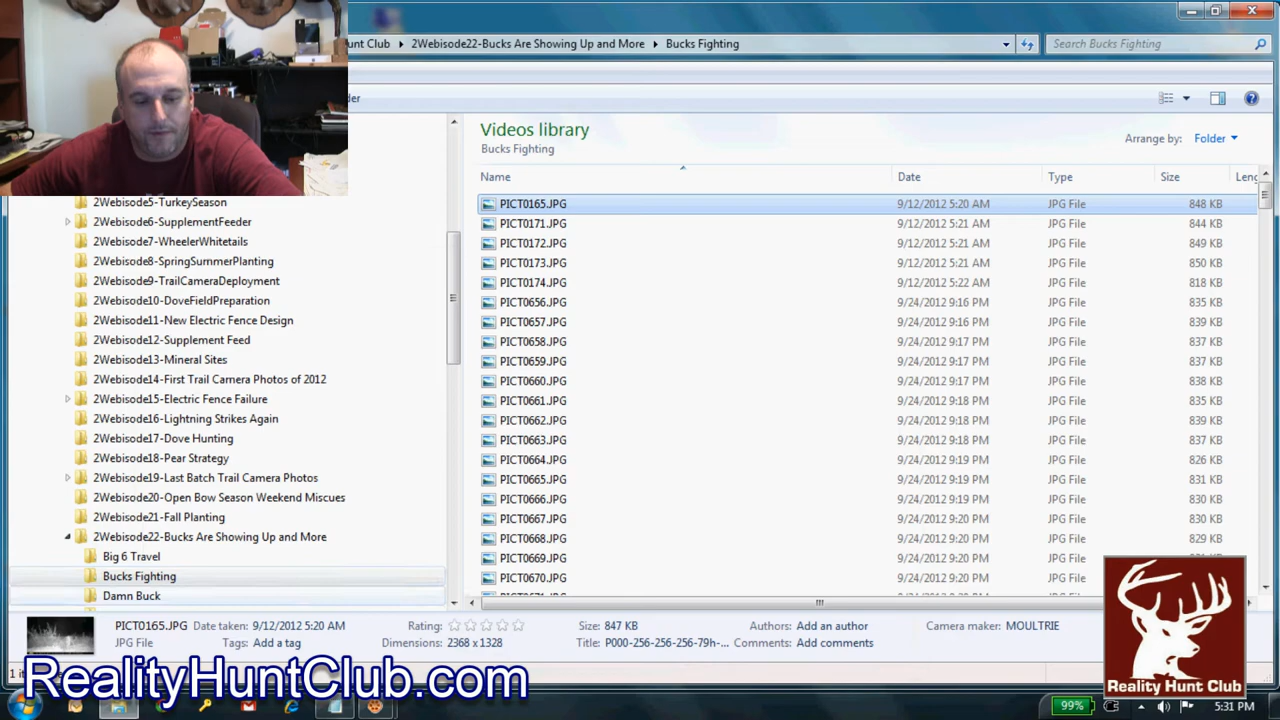 unt Club ▸ 2Webisode22-Bucks Are Showing Up and More ▸ Bucks Fighting
Search Bucks Fighting
der
Videos library
Bucks Fighting
Arrange by: Folder
Name Date Type Size Leng
2Webisode5-TurkeySeason
2Webisode6-SupplementFeeder
2Webisode7-WheelerWhitetails
2Webisode8-SpringSummerPlanting
2Webisode9-TrailCameraDeployment
2Webisode10-DoveFieldPreparation
2Webisode11-New Electric Fence Design
2Webisode12-Supplement Feed
2Webisode13-Mineral Sites
2Webisode14-First Trail Camera Photos of 2012
2Webisode15-Electric Fence Failure
2Webisode16-Lightning Strikes Again
2Webisode17-Dove Hunting
2Webisode18-Pear Strategy
2Webisode19-Last Batch Trail Camera Photos
2Webisode20-Open Bow Season Weekend Miscues
2Webisode21-Fall Planting
2Webisode22-Bucks Are Showing Up and More
Big 6 Travel
Bucks Fighting
Damn Buck
PICT0165.JPG 9/12/2012 5:20 AM JPG File 848 KB
PICT0171.JPG 9/12/2012 5:21 AM JPG File 844 KB
PICT0172.JPG 9/12/2012 5:21 AM JPG File 849 KB
PICT0173.JPG 9/12/2012 5:21 AM JPG File 850 KB
PICT0174.JPG 9/12/2012 5:22 AM JPG File 818 KB
PICT0656.JPG 9/24/2012 9:16 PM JPG File 835 KB
PICT0657.JPG 9/24/2012 9:16 PM JPG File 839 KB
PICT0658.JPG 9/24/2012 9:17 PM JPG File 837 KB
PICT0659.JPG 9/24/2012 9:17 PM JPG File 837 KB
PICT0660.JPG 9/24/2012 9:17 PM JPG File 838 KB
PICT0661.JPG 9/24/2012 9:18 PM JPG File 835 KB
PICT0662.JPG 9/24/2012 9:18 PM JPG File 839 KB
PICT0663.JPG 9/24/2012 9:18 PM JPG File 837 KB
PICT0664.JPG 9/24/2012 9:19 PM JPG File 826 KB
PICT0665.JPG 9/24/2012 9:19 PM JPG File 831 KB
PICT0666.JPG 9/24/2012 9:19 PM JPG File 830 KB
PICT0667.JPG 9/24/2012 9:20 PM JPG File 830 KB
PICT0668.JPG 9/24/2012 9:20 PM JPG File 829 KB
PICT0669.JPG 9/24/2012 9:20 PM JPG File
PICT0670.JPG 9/24/2012 9:20 PM JPG File
PICT0165.JPG Date taken: 9/12/2012 5:20 AM Rating: Size: 847 KB Authors: Add an author Camera maker: MOULTRIE
JPG File Tags: Add a tag Dimensions: 2368 x 1328 Title: P000-256-256-256-79h-... Comments: Add comments
RealityHuntClub.com
Reality Hunt Club
99%
5:31 PM